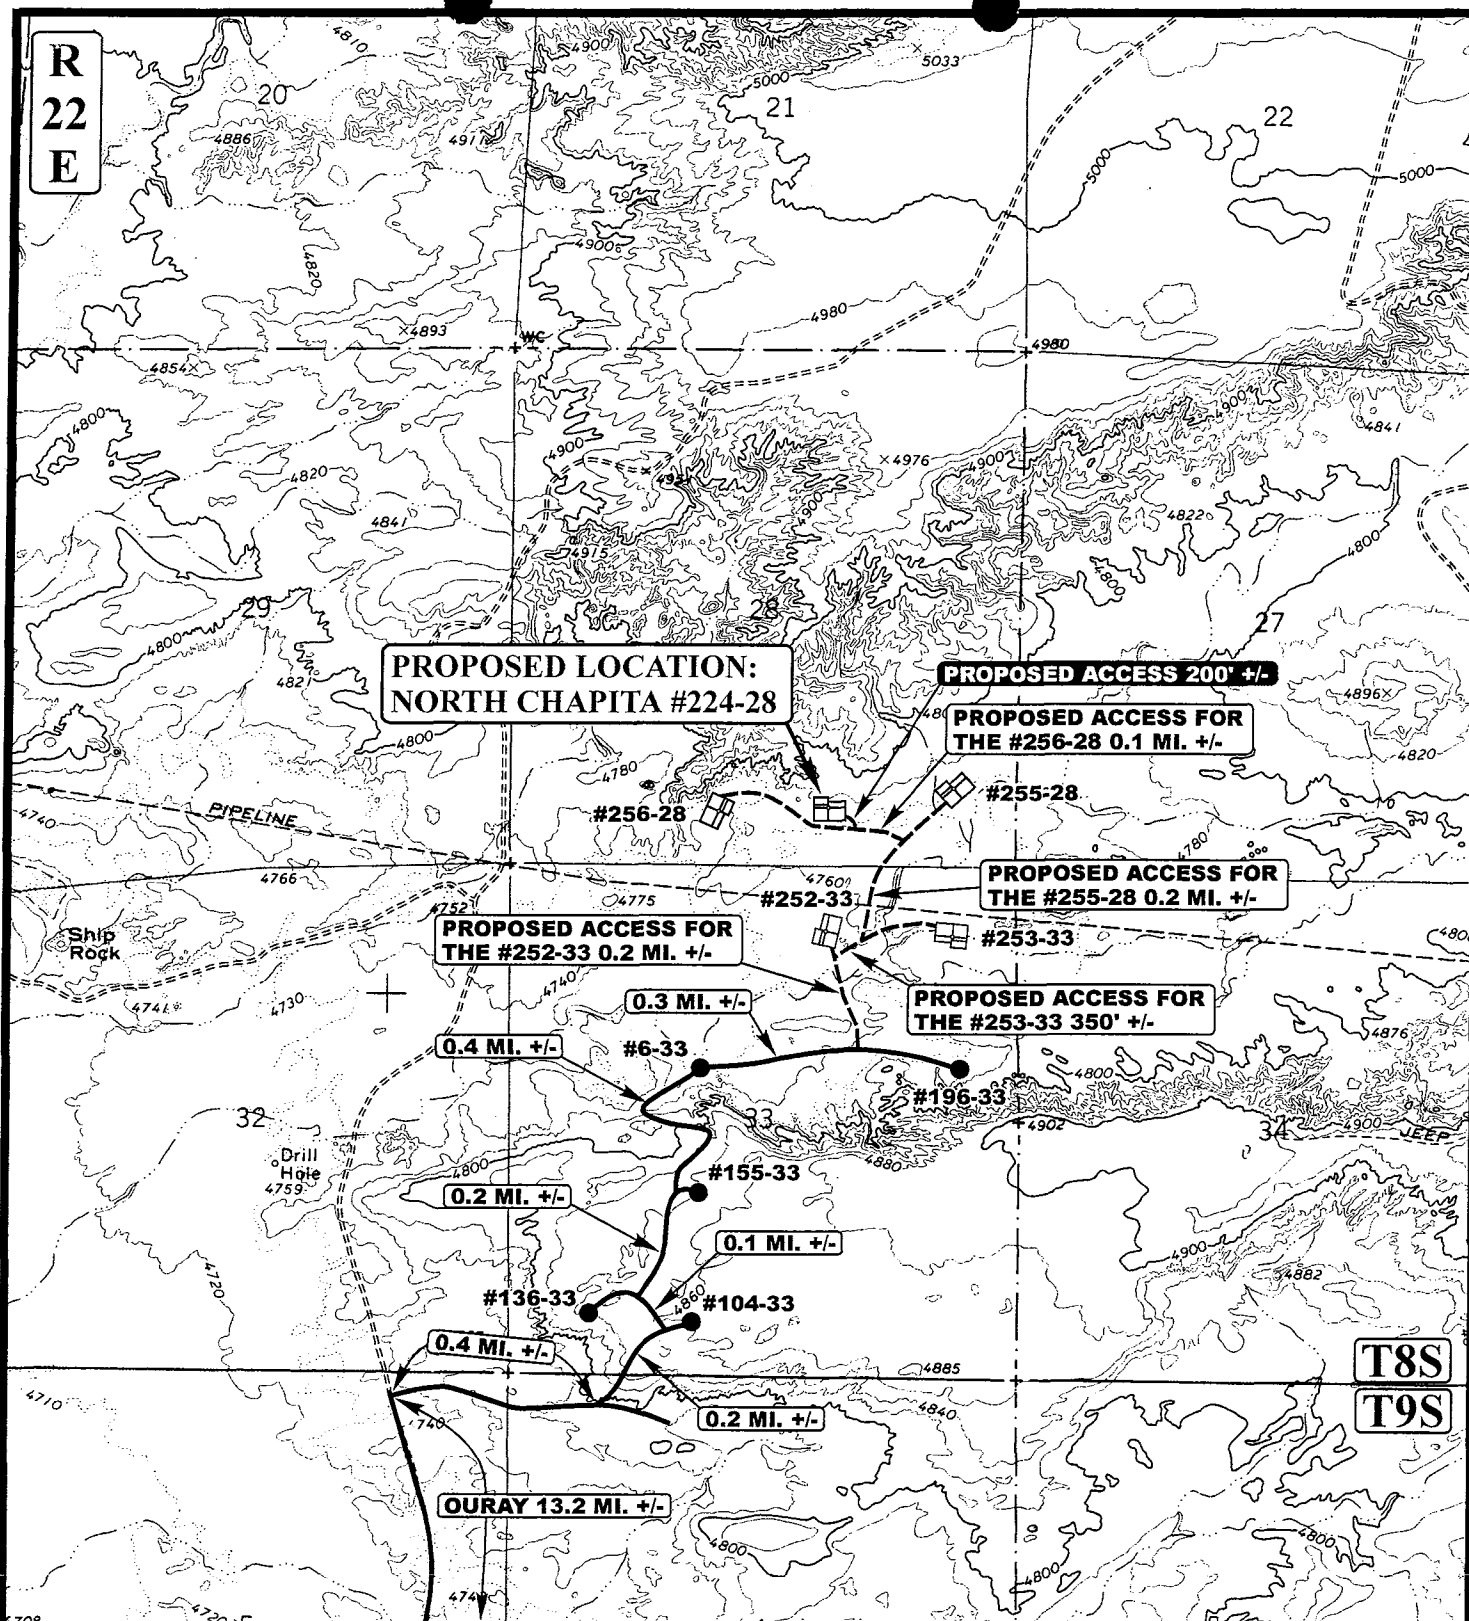 R
22
E
4810
4900
5033
5000
20
21
22
4886
4911
5000
5000
4900
4820
4980
×4893
WC
4980
4854×
4800
4900
4900
4841
×4976
4900
4820
4900
4841
4822
4915
4800
4800
29
28
27
4800
PROPOSED LOCATION:
NORTH CHAPITA #224-28
PROPOSED ACCESS 200' +/-
4821
4896×
PROPOSED ACCESS FOR
THE #256-28 0.1 MI. +/-
4800
4820
4780
#256-28
#255-28
PIPELINE
4740
4780
4766
4775
4760
#252-33
PROPOSED ACCESS FOR
THE #255-28 0.2 MI. +/-
4752
Ship
Rock
PROPOSED ACCESS FOR
THE #252-33 0.2 MI. +/-
#253-33
4740
4730
0.3 MI. +/-
PROPOSED ACCESS FOR
THE #253-33 350' +/-
4876
0.4 MI. +/-
#6-33
4800
#196-33
32
33
34
4902
4900
JEEP
Drill
Hole
4759
4800
4880
#155-33
0.2 MI. +/-
0.1 MI. +/-
4900
4720
4882
#136-33
4860
#104-33
0.4 MI. +/-
T8S
4885
4710
T9S
4740
0.2 MI. +/-
4840
OURAY 13.2 MI. +/-
4800
4800
4800